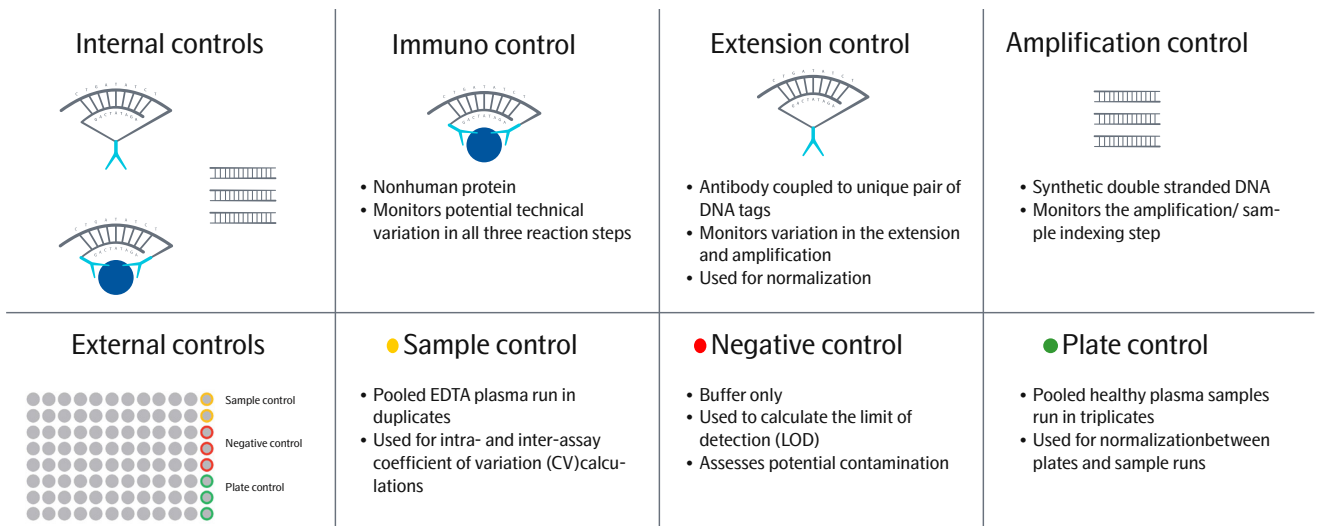 Internal controls
Immuno control
• Nonhuman protein
• Monitors potential technical
variation in all three reaction steps
Extension control
• Antibody coupled to unique pair of
DNA tags
• Monitors variation in the extension
and amplification
• Used for normalization
Amplification control
• Synthetic double stranded DNA
• Monitors the amplification/ sam-
ple indexing step
External controls
Sample control
Negative control
Plate control
Sample control
• Pooled EDTA plasma run in
duplicates
• Used for intra- and inter-assay
coefficient of variation (CV)calcu-
lations
Negative control
• Buffer only
• Used to calculate the limit of
detection (LOD)
• Assesses potential contamination
Plate control
• Pooled healthy plasma samples
run in triplicates
• Used for normalizationbetween
plates and sample runs